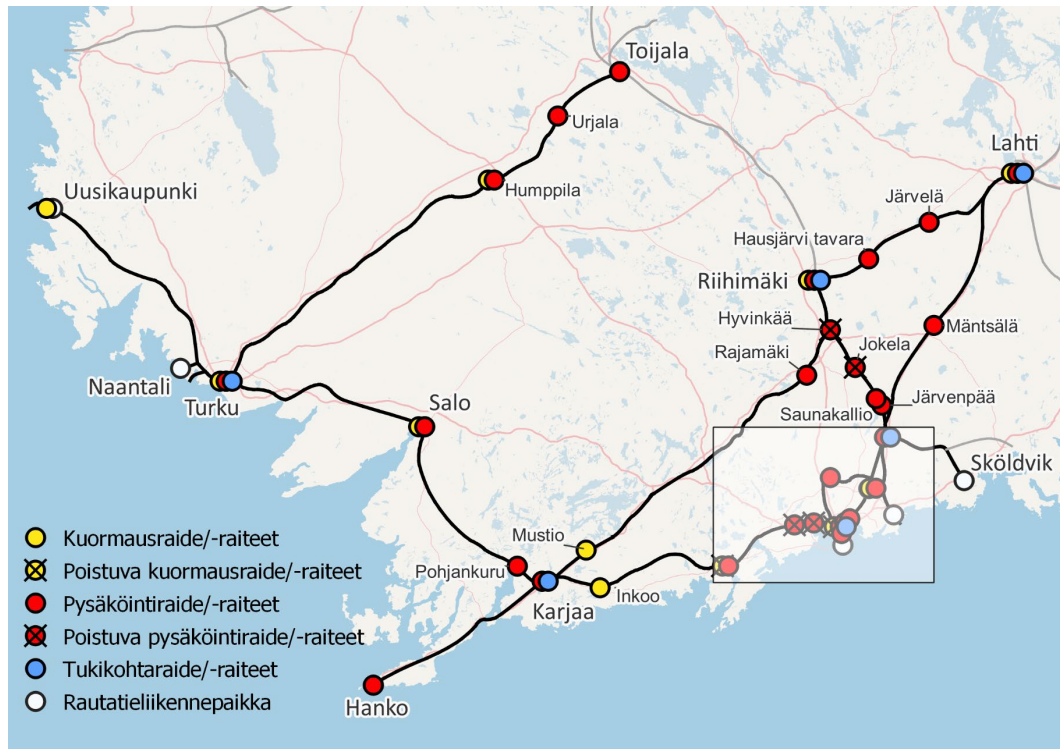 Toijala
Urjala
Lahti
Humppila
Uusikaupunki
Järvelä
Hausjärvi tavara
Riihimäki
Hyvinkää
Mäntsälä
Jokela
Rajamäki
Naantali
Turku
Salo
Järvenpää
Saunakallio
Sköldvik
Mustio
Pohjankuru
Inkoo
Karjaa
Hanko
Kuormausraide/-raiteet
Poistuva kuormausraide/-raiteet
Pysäköintiraide/-raiteet
Poistuva pysäköintiraide/-raiteet
Tukikohtaraide/-raiteet
Rautatieliikennepaikka